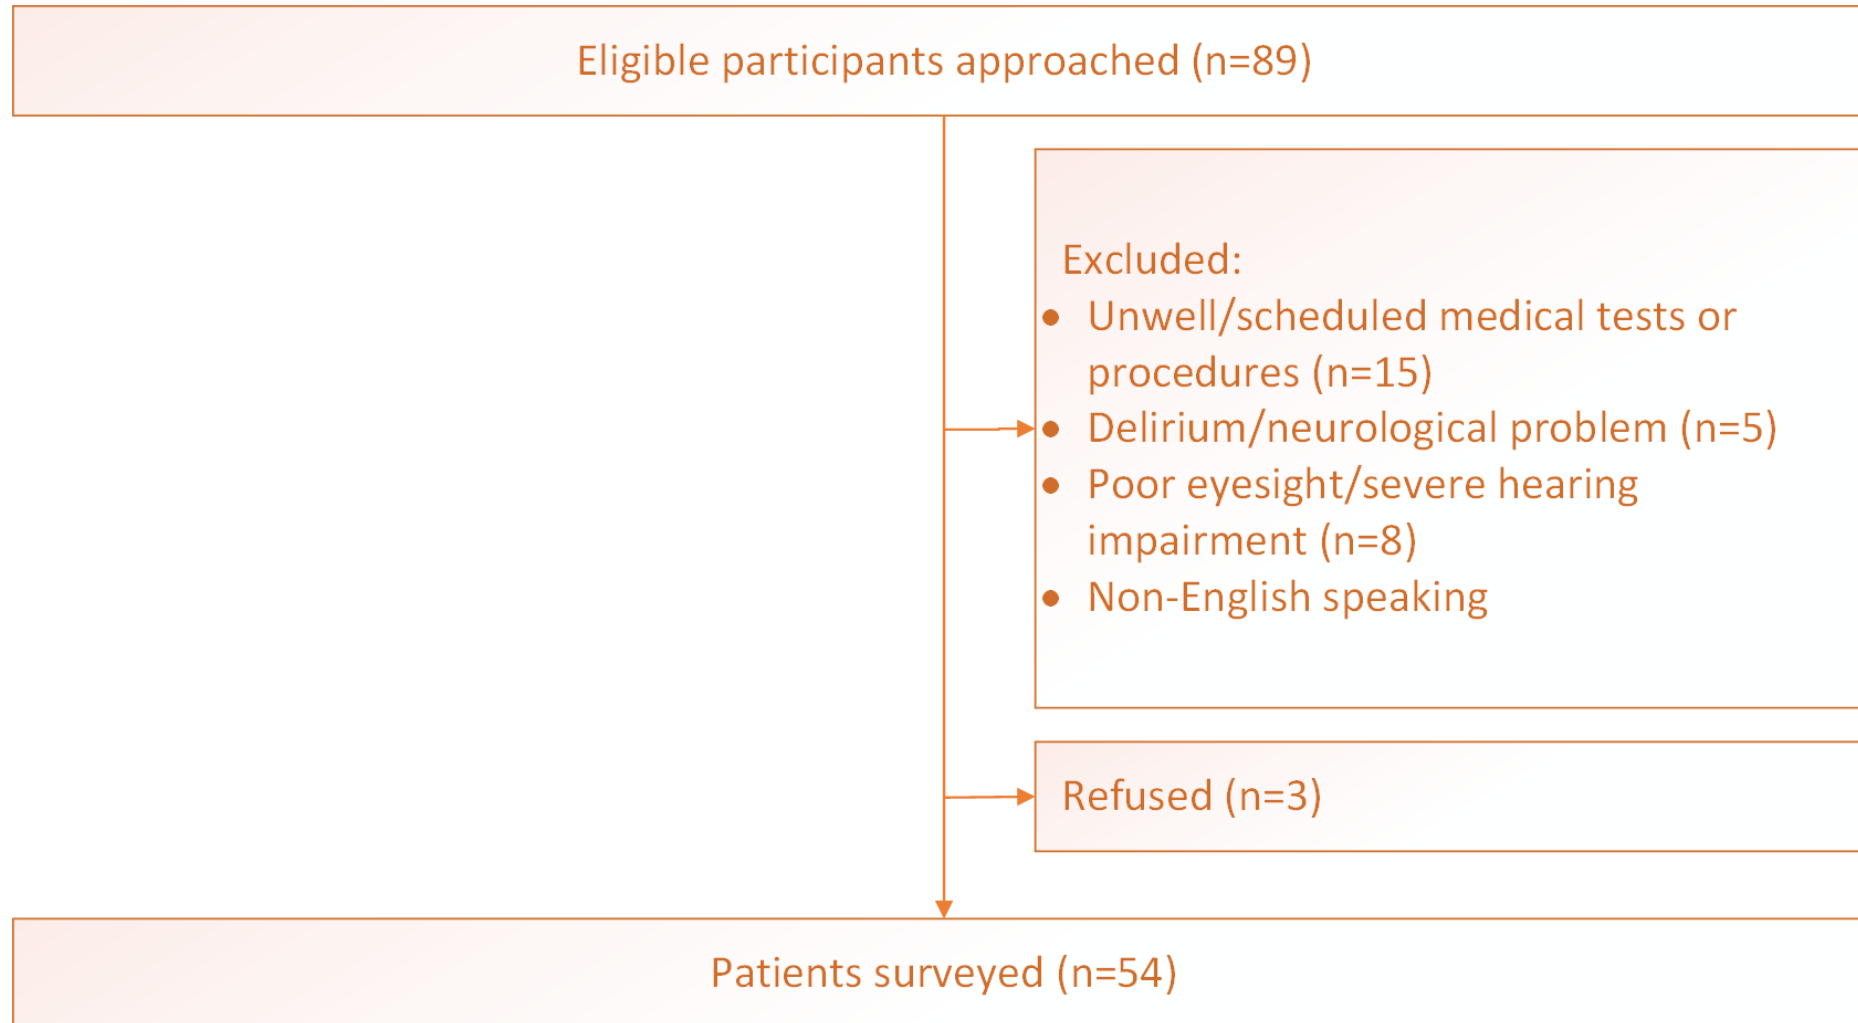 Eligible participants approached (n=89)
Excluded:
• Unwell/scheduled medical tests or
procedures (n=15)
• Delirium/neurological problem (n=5)
• Poor eyesight/severe hearing
impairment (n=8)
• Non-English speaking
Refused (n=3)
Patients surveyed (n=54)